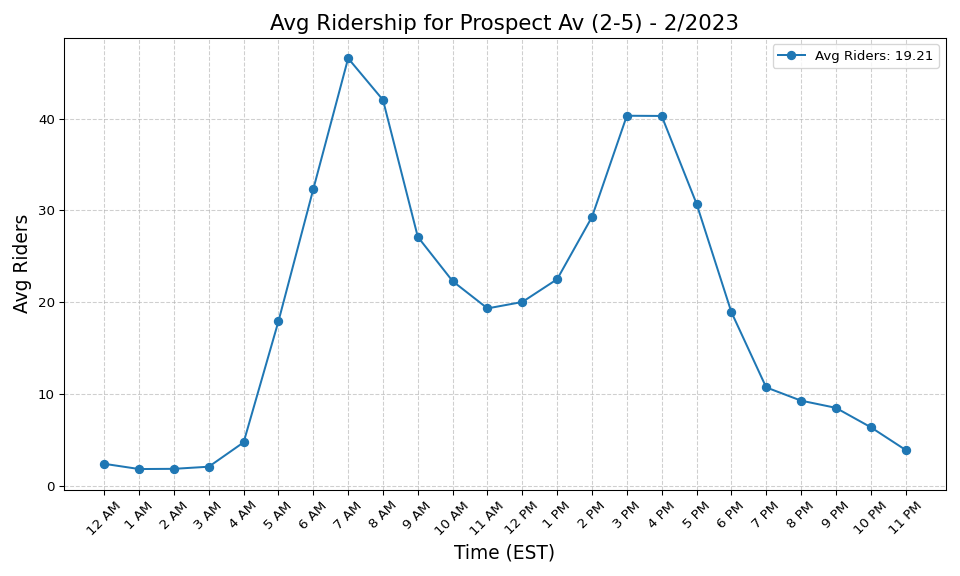 Avg Ridership for Prospect Av (2-5) - 2/2023
Avg Riders: 19.21
Avg Riders
40
30
20
10
0
12 AM
1 AM
2 AM
3 AM
4 AM
5 AM
6 AM
7 AM
8 AM
9 AM
10 AM
11 AM
12 PM
1 PM
2 PM
3 PM
4 PM
5 PM
6 PM
7 PM
8 PM
9 PM
10 PM
11 PM
Time (EST)